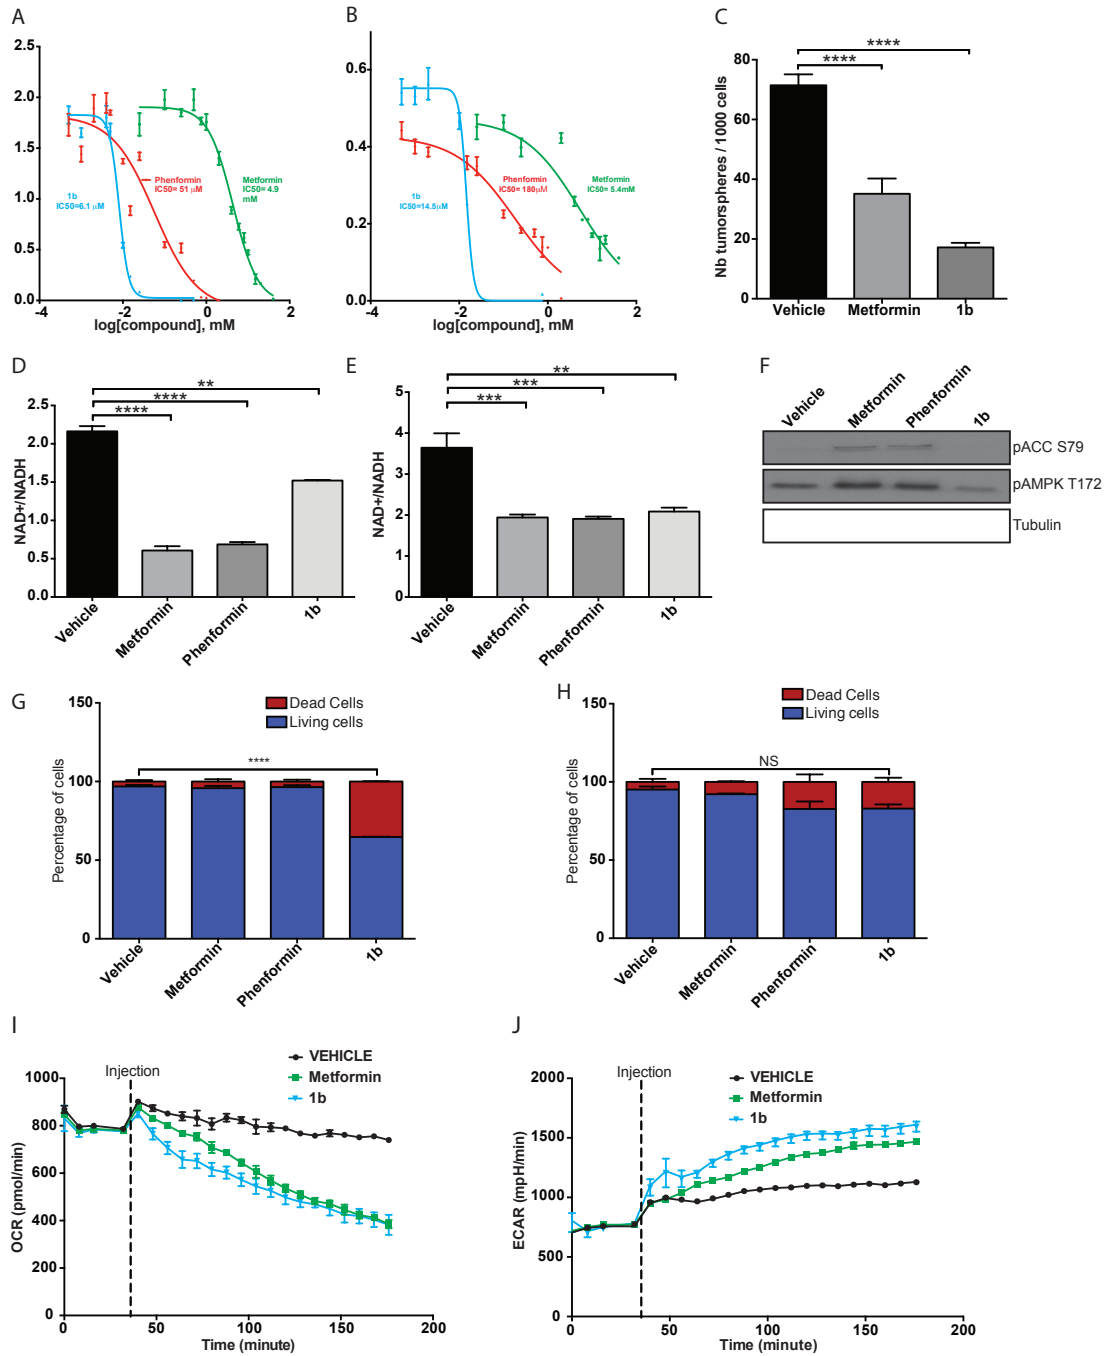 A
2.5
2.0
1.5
1.0
0.5
0.0
-4
-2
0
2
log[compound], mM
Phenformin
IC50= 51 µM
Metformin
IC50= 4.9
mM
1b
IC50=6.1 µM
B
0.6
0.4
0.2
0.0
-4
-2
0
2
log[compound], mM
1b
IC50=14.5µM
Phenformin
IC50= 180µM
Metformin
IC50= 5.4mM
C
****
****
80
60
40
20
0
Nb tumorspheres / 1000 cells
Vehicle
Metformin
1b
D
**
****
****
2.5
2.0
1.5
1.0
0.5
0.0
NAD+/NADH
Vehicle
Metformin
Phenformin
1b
E
**
***
***
5
4
2
0
NAD+/NADH
Vehicle
Metformin
Phenformin
1b
F
Vehicle
Metformin
Phenformin
1b
pACC S79
pAMPK T172
Tubulin
G
Dead Cells
Living cells
****
150
100
50
0
Percentage of cells
Vehicle
Metformin
Phenformin
1b
H
Dead Cells
Living cells
NS
150
100
50
0
Percentage of cells
Vehicle
Metformin
Phenformin
1b
I
Injection
VEHICLE
Metformin
1b
1000
800
600
400
200
0
OCR (pmol/min)
0
50
100
150
200
Time (minute)
J
Injection
VEHICLE
Metformin
1b
2000
1500
1000
500
0
ECAR (mpH/min)
0
50
100
150
200
Time (minute)